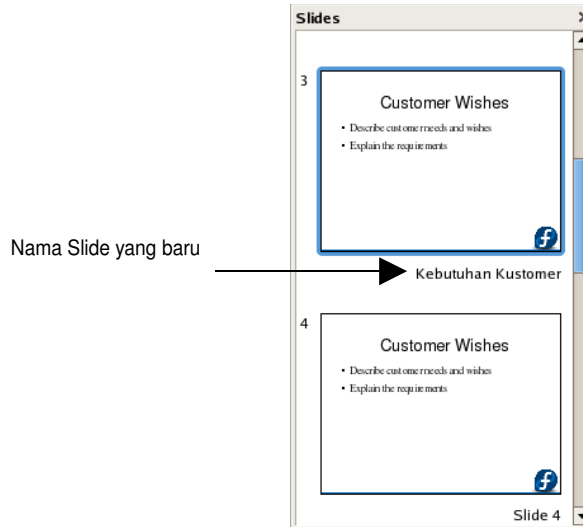 Slides
3
Customer Wishes
• Describe customer needs and wishes
• Explain the requirements
Nama Slide yang baru
Kebutuhan Kustomer
4
Customer Wishes
• Describe customer needs and wishes
• Explain the requirements
Slide 4